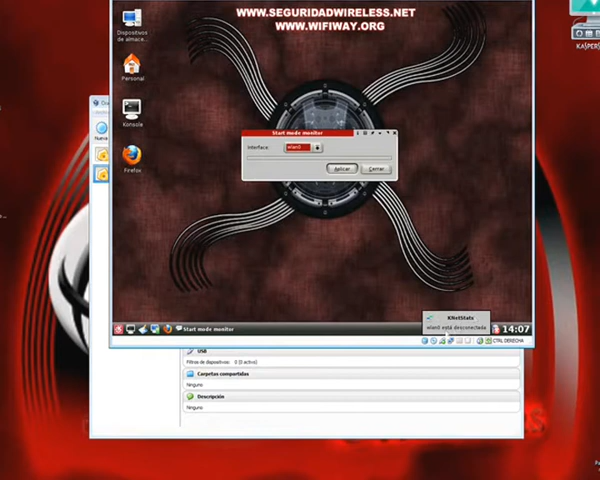 WWW.SEGURIDADWIRELESS.NET
WWW.WIFIWAY.ORG
Dispositivos
de almace...
Personal
Konsole
Firefox
Start mode monitor
Interface:
wlan0
Aplicar
Cerrar
KNetStats
wlan0 está desconectada
Start mode monitor
14:07
CTRL DERECHA
USB
Filtros de dispositivos: 0 (0 activo)
Carpetas compartidas
Ninguno
Descripción
Ninguno
Nueva